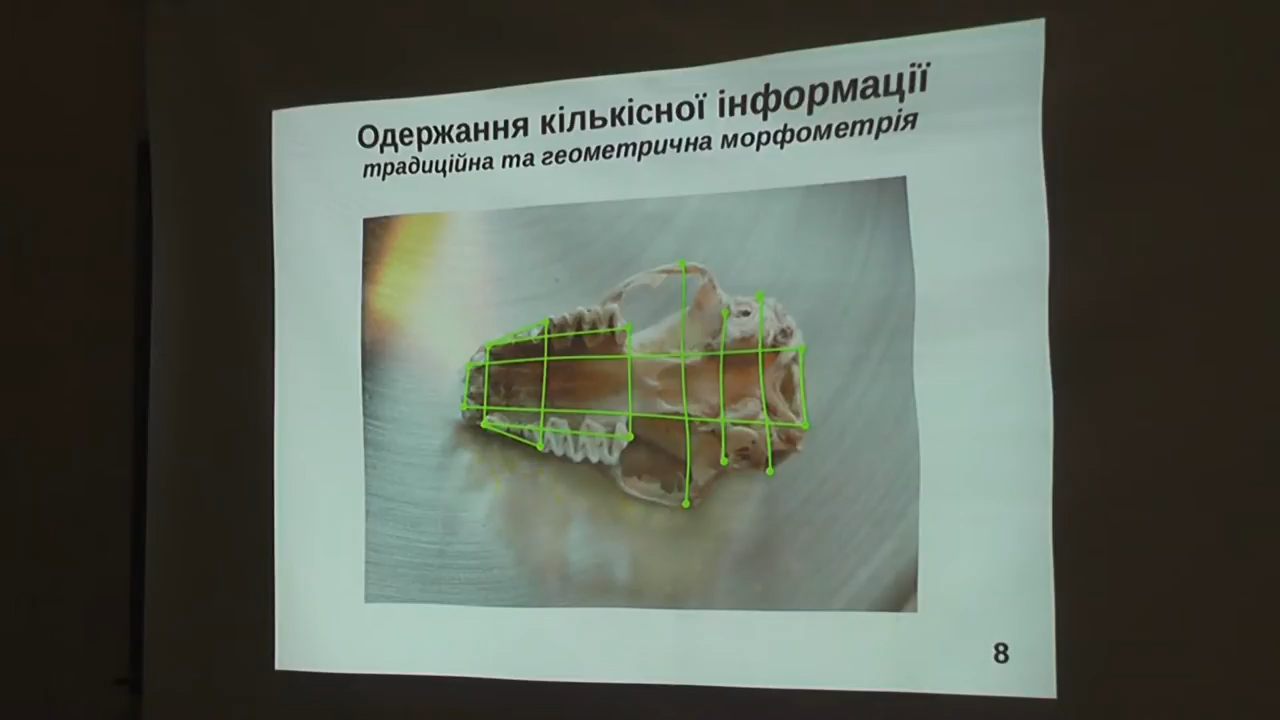 Одержання кількісної інформації
традиційна та геометрична морфометрія
8